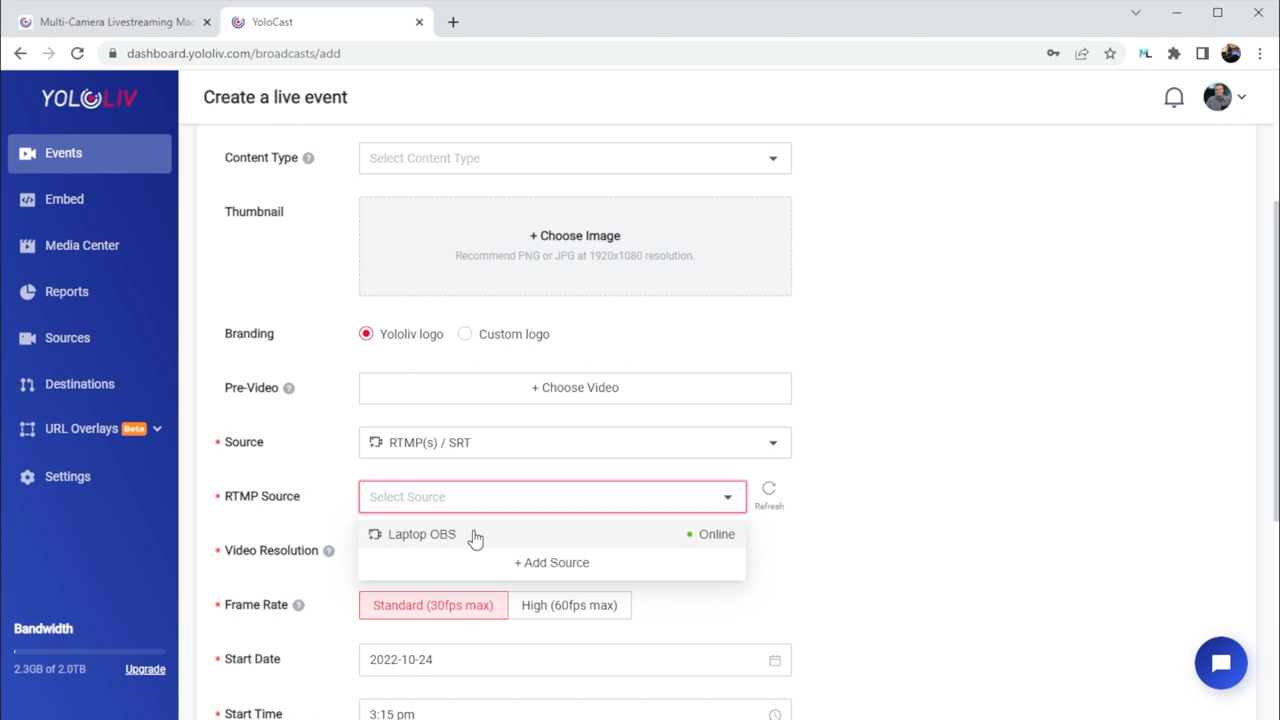 Multi-Camera Livestreaming Mac
YoloCast
dashboard.yololiv.com/broadcasts/add
ML
YOLOLIV
Create a live event
Events
Embed
Media Center
Reports
Sources
Destinations
URL Overlays Beta
Settings
Bandwidth
2.3GB of 2.0TB Upgrade
Content Type ? Select Content Type
Thumbnail
+ Choose Image
Recommend PNG or JPG at 1920x1080 resolution.
Branding Yololiv logo Custom logo
Pre-Video ? + Choose Video
* Source RTMP(s) / SRT
* RTMP Source Select Source
Refresh
Laptop OBS Online
* Video Resolution ?
+ Add Source
* Frame Rate ? Standard (30fps max) High (60fps max)
* Start Date 2022-10-24
* Start Time 3:15 pm